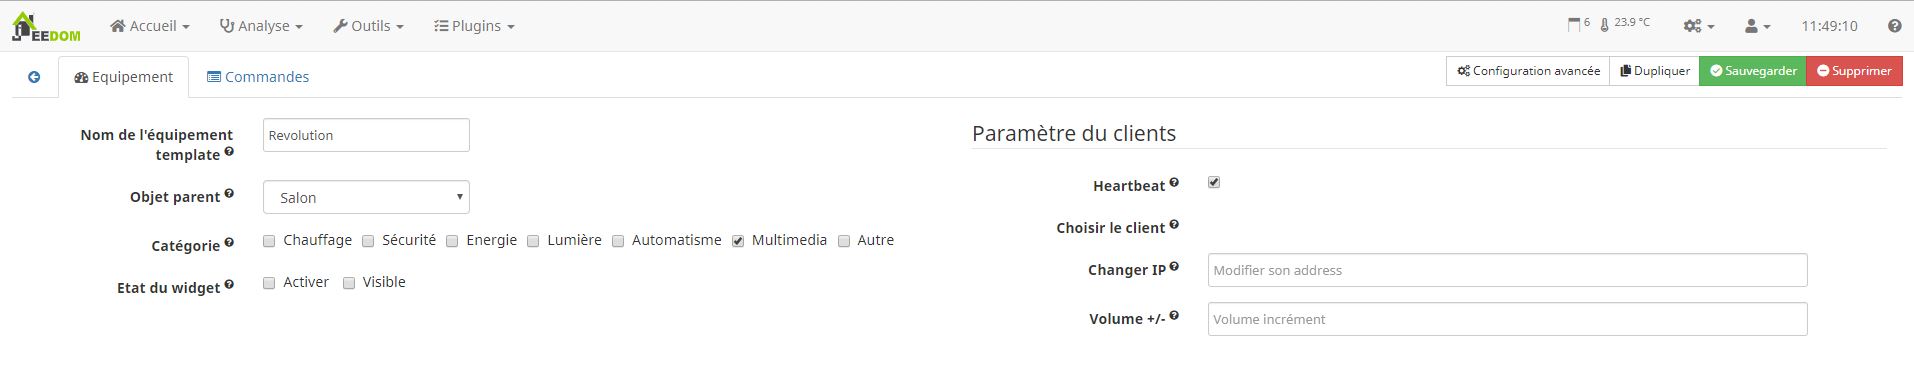 EEDOM Accueil Analyse Outils Plugins 6 23.9 °C 11:49:10
Equipement Commandes Configuration avancée Dupliquer Sauvegarder Supprimer
Nom de l'équipement template Revolution
Objet parent Salon
Catégorie Chauffage Sécurité Energie Lumière Automatisme Multimedia Autre
Etat du widget Activer Visible
Paramètre du clients
Heartbeat
Choisir le client
Changer IP Modifier son address
Volume +/- Volume incrément